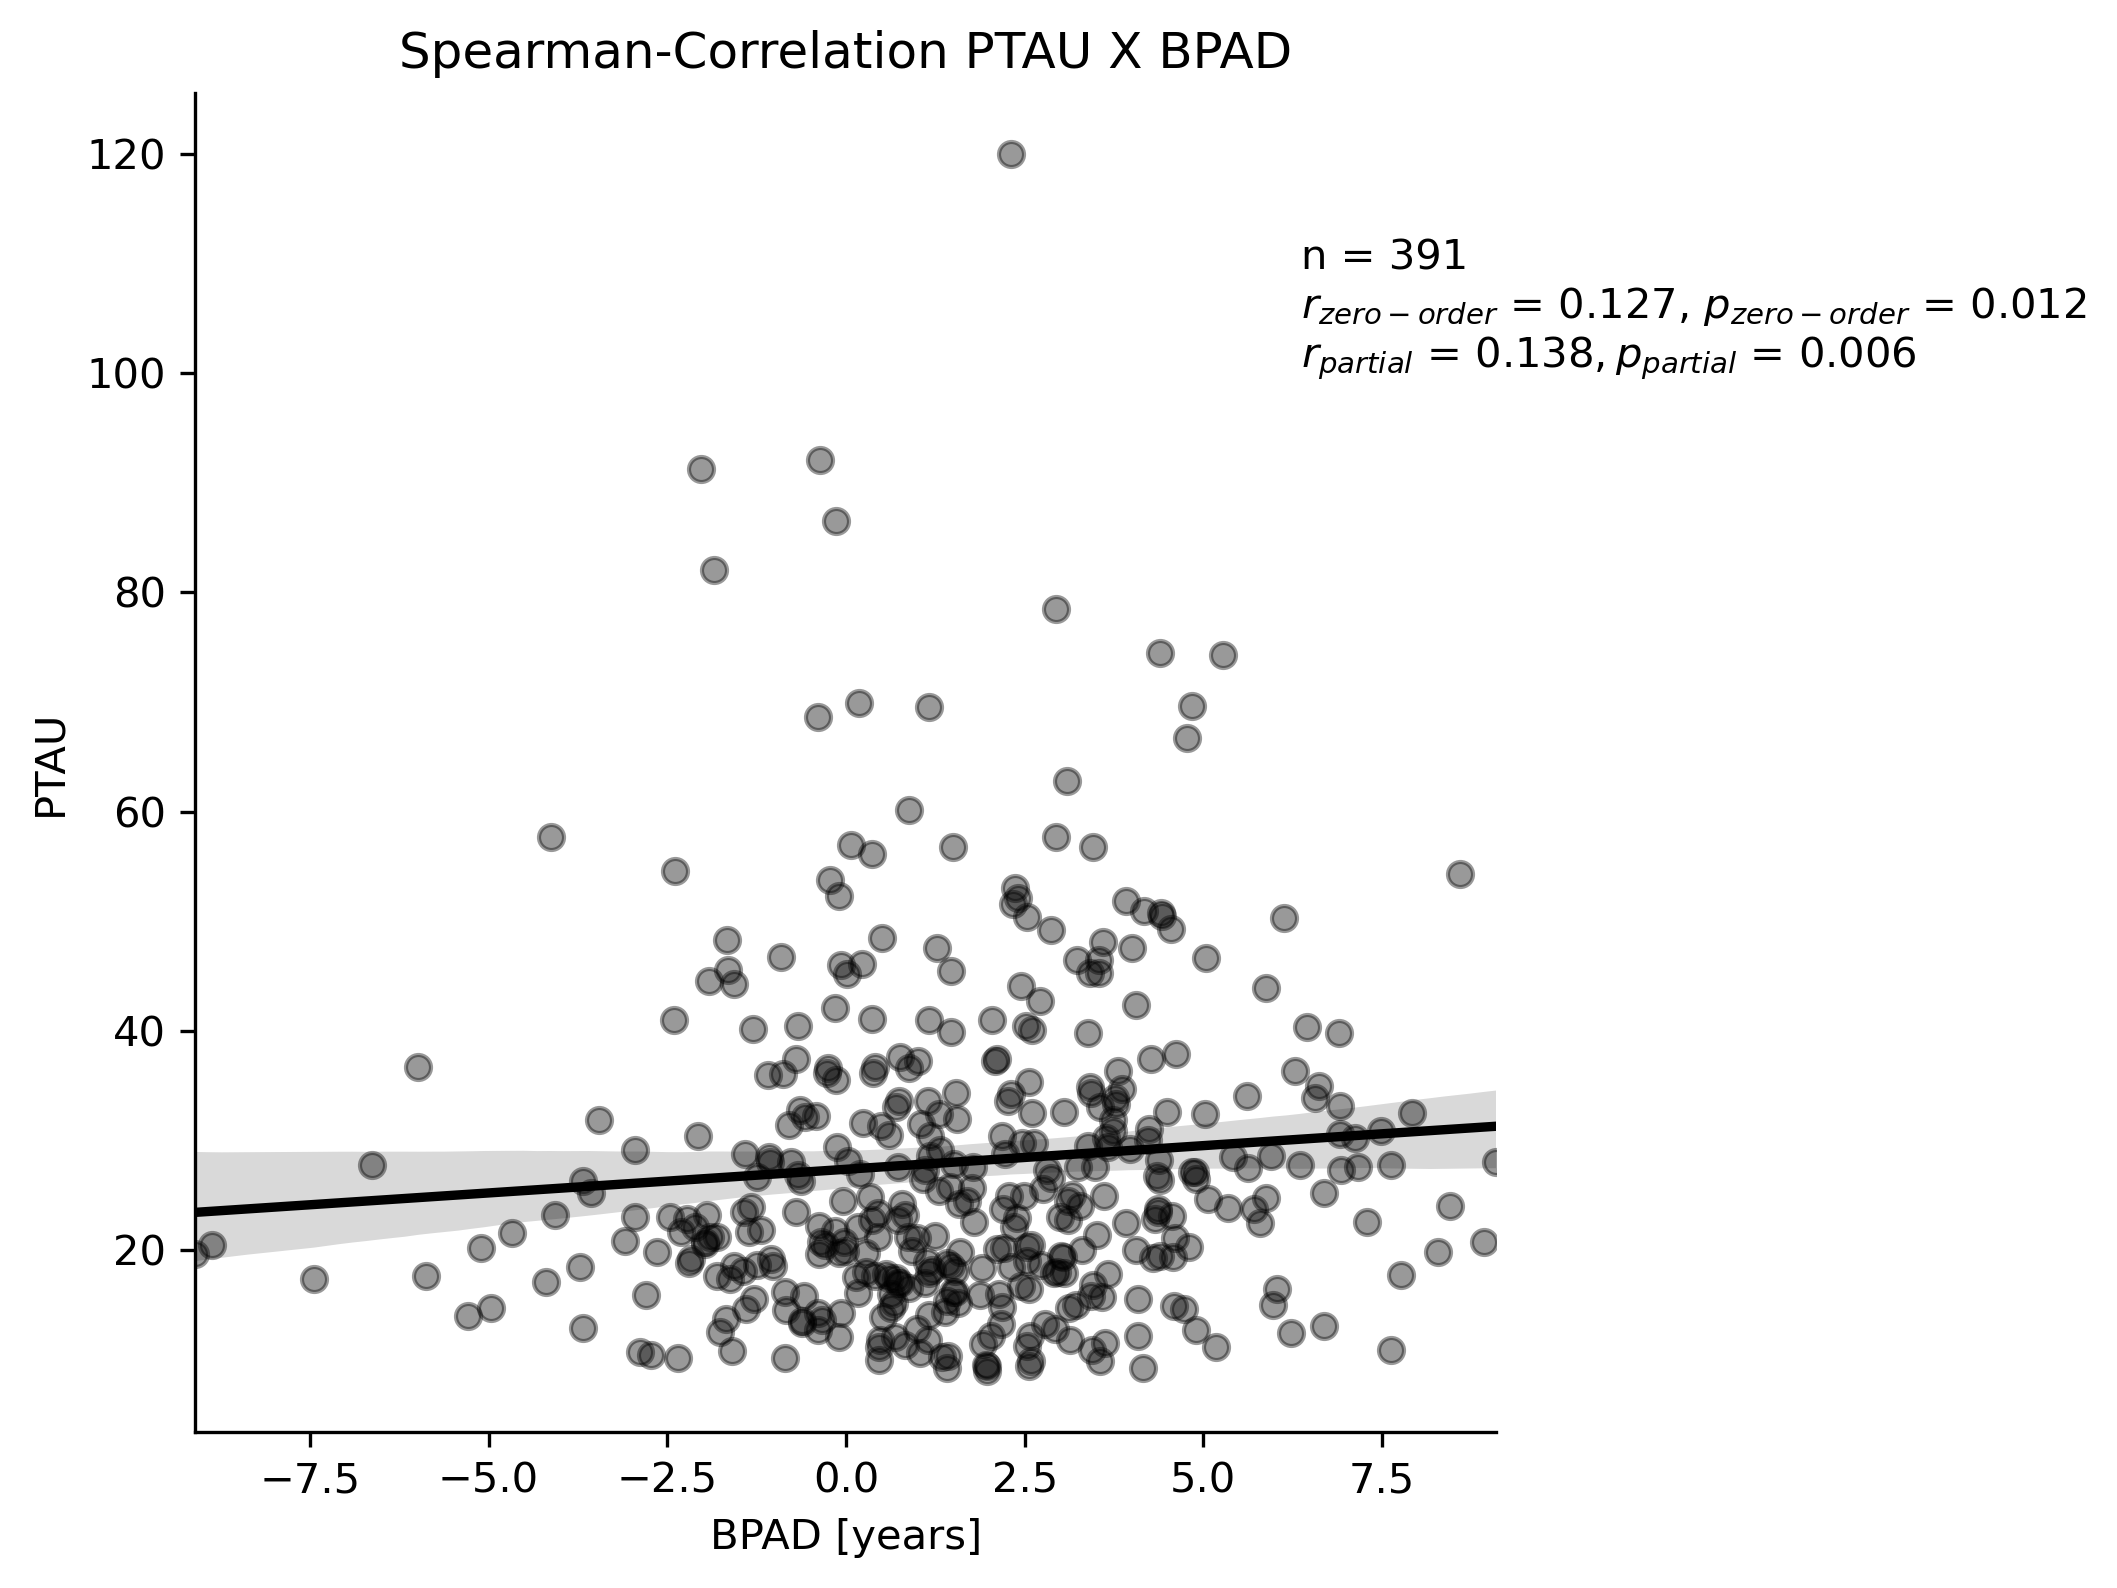 Spearman-Correlation PTAU X BPAD
120
100
80
60
40
20
PTAU
n = 391
r_zero−order = 0.127, p_zero−order = 0.012
r_partial = 0.138, p_partial = 0.006
−7.5 −5.0 −2.5 0.0 2.5 5.0 7.5
BPAD [years]